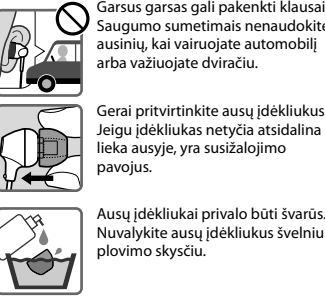 Garsus garsas gali pakenkti klausai
Saugumo sumetimais nenaudokite
ausinių, kai vairuojate automobilį
arba važiuojate dviračiu.
Gerai pritvirtinkite ausų įdėkliukus
Jeigu įdėkliukas netyčia atsidalina
lieka ausyje, yra susižalojimo
pavojus.
Ausų įdėkliukai privalo būti švarūs.
Nuvalykite ausų įdėkliukus švelniu
plovimo skysčiu.